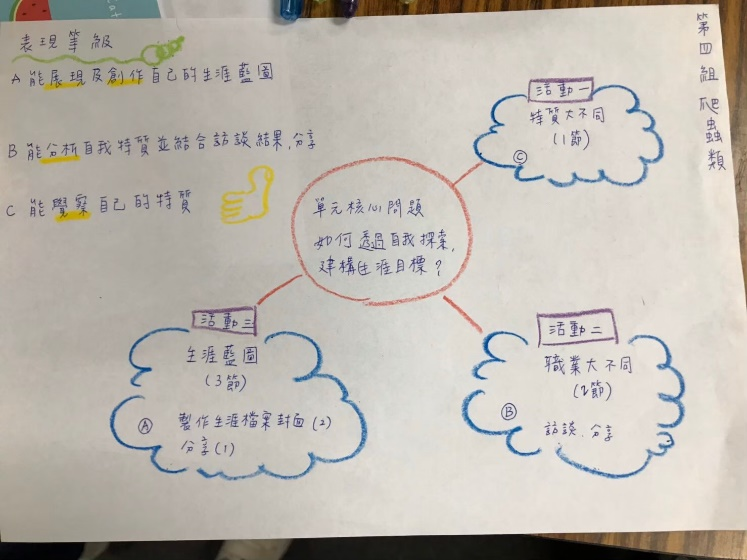 表現等級
A 能展現及創作自己的生涯藍圖
B 能分析自我特質並結合訪談結果,分享
C 能覺察自己的特質
第四組 爬蟲類
單元核心問題
如何透過自我探索,
建構生涯目標?
活動一
特質大不同
(1節)
Ⓒ
活動二
職業大不同
(2節)
Ⓑ
訪談、分享
活動三
生涯藍圖
(3節)
Ⓐ 製作生涯檔案封面(2)
分享(1)